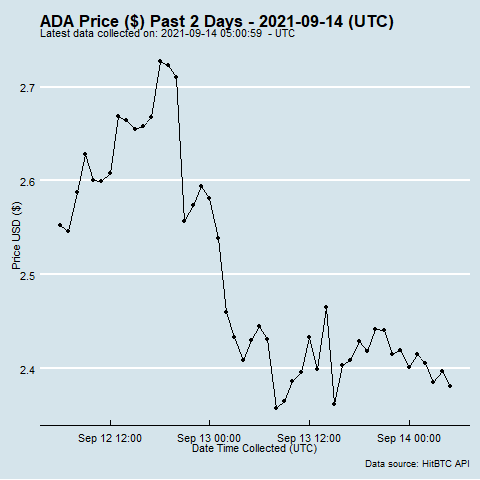 ADA Price ($) Past 2 Days - 2021-09-14 (UTC)
Latest data collected on: 2021-09-14 05:00:59  - UTC
2.7
2.6
2.5
2.4
Price USD ($)
Sep 12 12:00 Sep 13 00:00 Sep 13 12:00 Sep 14 00:00
Date Time Collected (UTC)
Data source: HitBTC API